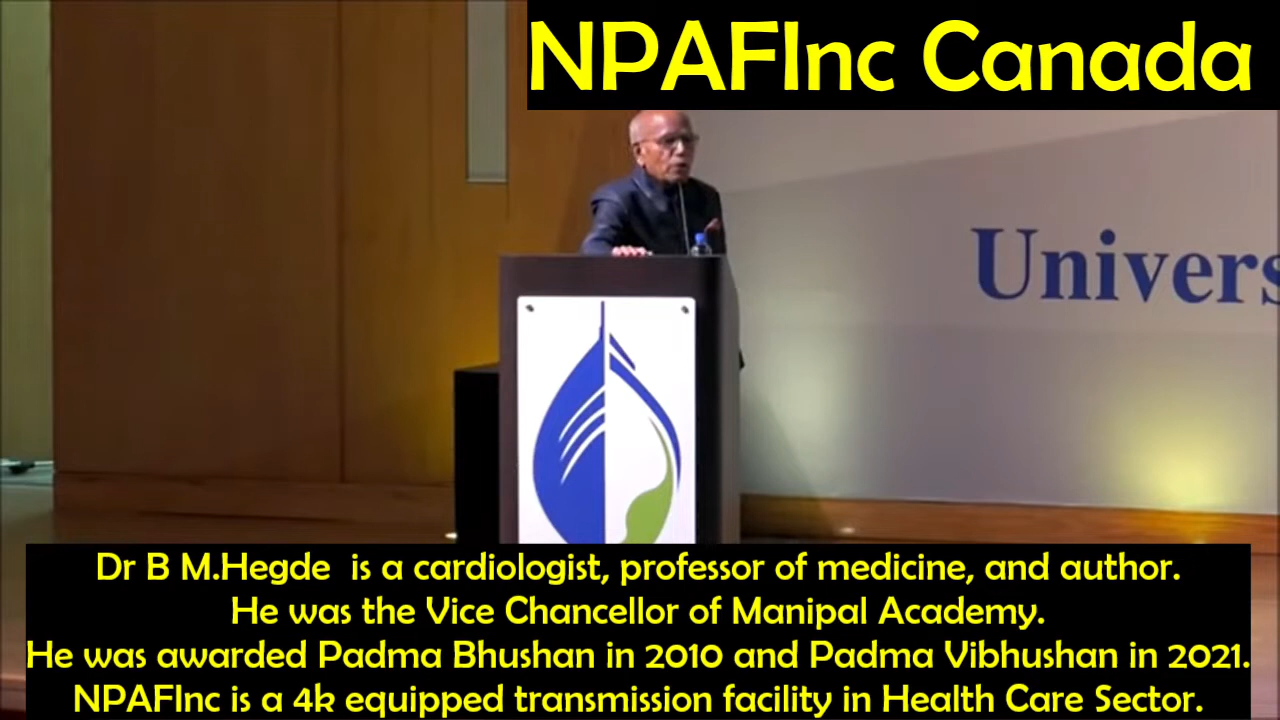 NPAFInc Canada
Univers
Dr B M.Hegde  is a cardiologist, professor of medicine, and author.
He was the Vice Chancellor of Manipal Academy.
He was awarded Padma Bhushan in 2010 and Padma Vibhushan in 2021.
NPAFInc is a 4k equipped transmission facility in Health Care Sector.